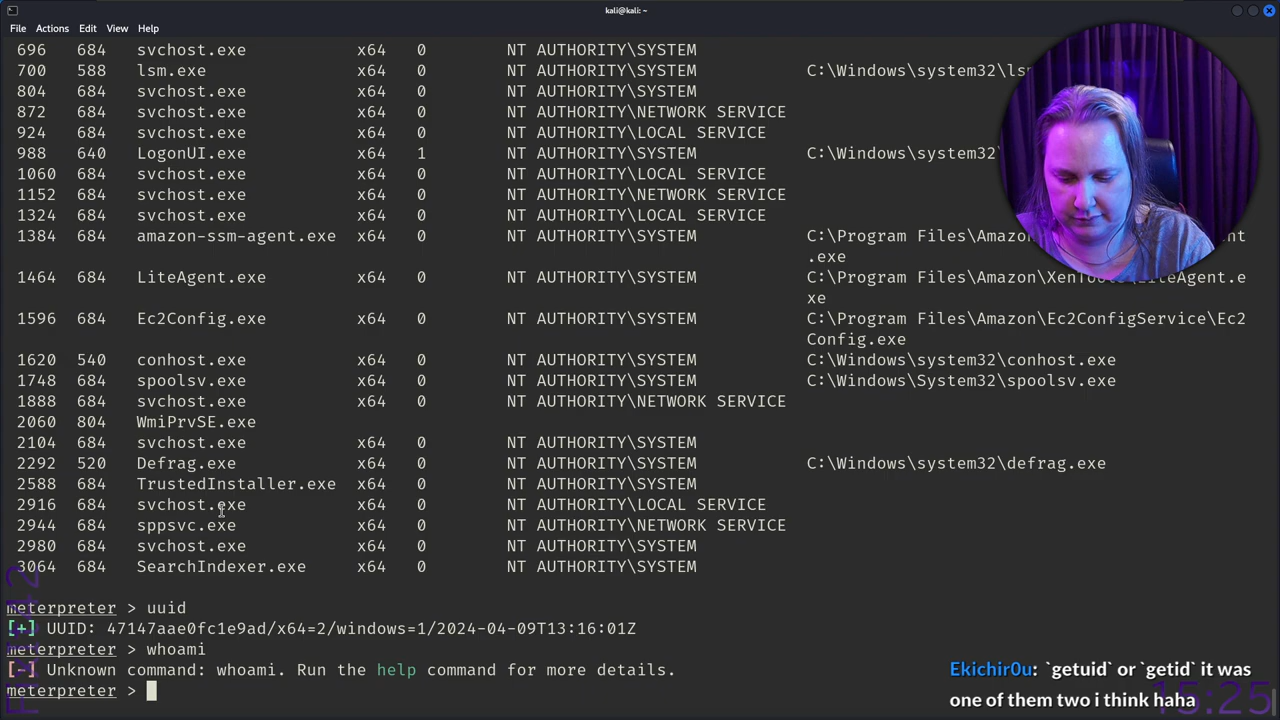 kali@kali: ~
File Actions Edit View Help
696 684 svchost.exe x64 0 NT AUTHORITY\SYSTEM
700 588 lsm.exe x64 0 NT AUTHORITY\SYSTEM C:\Windows\system32\lsm
804 684 svchost.exe x64 0 NT AUTHORITY\SYSTEM
872 684 svchost.exe x64 0 NT AUTHORITY\NETWORK SERVICE
924 684 svchost.exe x64 0 NT AUTHORITY\LOCAL SERVICE
988 640 LogonUI.exe x64 1 NT AUTHORITY\SYSTEM C:\Windows\system32\
1060 684 svchost.exe x64 0 NT AUTHORITY\LOCAL SERVICE
1152 684 svchost.exe x64 0 NT AUTHORITY\NETWORK SERVICE
1324 684 svchost.exe x64 0 NT AUTHORITY\LOCAL SERVICE
1384 684 amazon-ssm-agent.exe x64 0 NT AUTHORITY\SYSTEM C:\Program Files\Amazon
.exe
1464 684 LiteAgent.exe x64 0 NT AUTHORITY\SYSTEM C:\Program Files\Amazon\XenTools\LiteAgent.e
xe
1596 684 Ec2Config.exe x64 0 NT AUTHORITY\SYSTEM C:\Program Files\Amazon\Ec2ConfigService\Ec2
Config.exe
1620 540 conhost.exe x64 0 NT AUTHORITY\SYSTEM C:\Windows\system32\conhost.exe
1748 684 spoolsv.exe x64 0 NT AUTHORITY\SYSTEM C:\Windows\System32\spoolsv.exe
1888 684 svchost.exe x64 0 NT AUTHORITY\NETWORK SERVICE
2060 804 WmiPrvSE.exe
2104 684 svchost.exe x64 0 NT AUTHORITY\SYSTEM
2292 520 Defrag.exe x64 0 NT AUTHORITY\SYSTEM C:\Windows\system32\defrag.exe
2588 684 TrustedInstaller.exe x64 0 NT AUTHORITY\SYSTEM
2916 684 svchost.exe x64 0 NT AUTHORITY\LOCAL SERVICE
2944 684 sppsvc.exe x64 0 NT AUTHORITY\NETWORK SERVICE
2980 684 svchost.exe x64 0 NT AUTHORITY\SYSTEM
3064 684 SearchIndexer.exe x64 0 NT AUTHORITY\SYSTEM
meterpreter > uuid
[+] UUID: 47147aae0fc1e9ad/x64=2/windows=1/2024-04-09T13:16:01Z
meterpreter > whoami
[-] Unknown command: whoami. Run the help command for more details.
meterpreter >
Ekichir0u: `getuid` or `getid` it was
one of them two i think haha
15:25